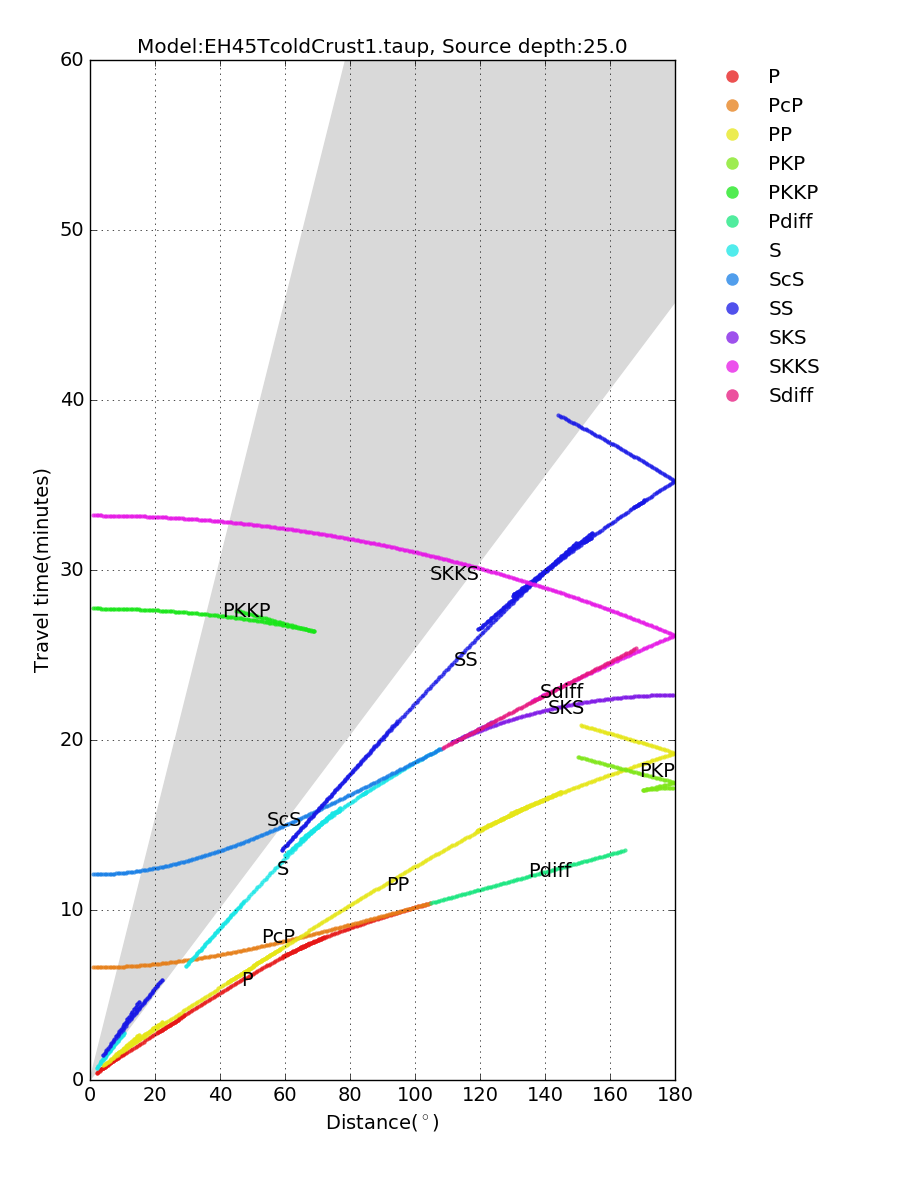 Model:EH45TcoldCrust1.taup, Source depth:25.0
Travel time(minutes)
60
50
40
30
20
10
0
0 20 40 60 80 100 120 140 160 180
Distance(°)
SKKS
PKKP
SS
Sdiff
SKS
PKP
ScS
S
Pdiff
PP
PcP
P
P
PcP
PP
PKP
PKKP
Pdiff
S
ScS
SS
SKS
SKKS
Sdiff